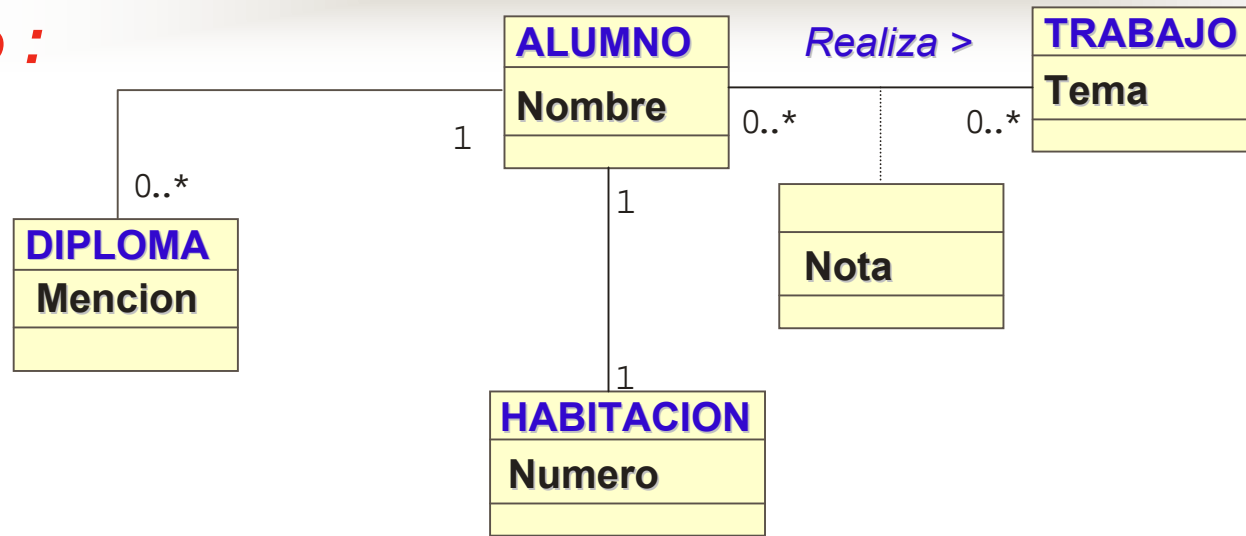 o :
ALUMNO
Nombre
Realiza >
TRABAJO
Tema
1
0..*
0..*
0..*
1
DIPLOMA
Mencion
Nota
1
HABITACION
Numero